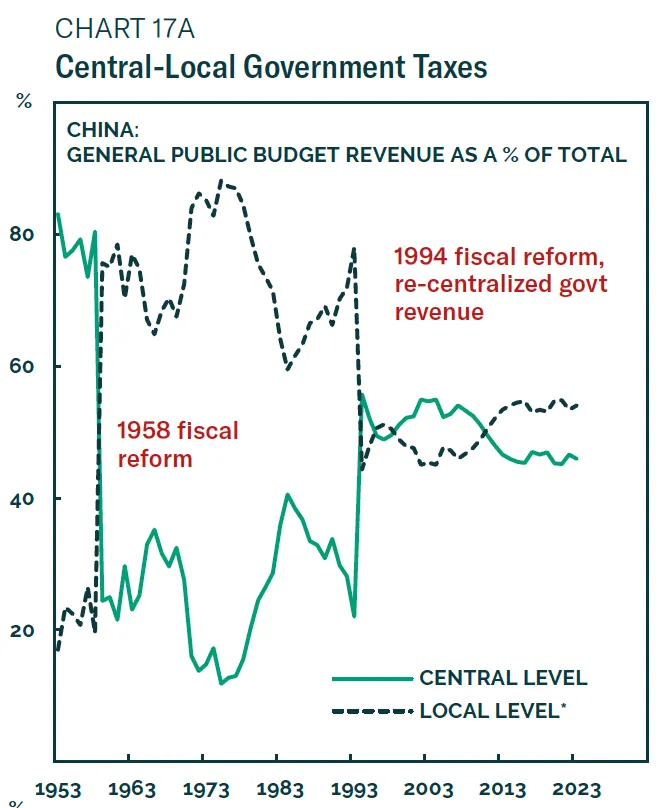 CHART 17A
Central-Local Government Taxes
%
CHINA:
GENERAL PUBLIC BUDGET REVENUE AS A % OF TOTAL
80
1994 fiscal reform,
re-centralized govt
revenue
60
1958 fiscal
reform
40
20
CENTRAL LEVEL
LOCAL LEVEL*
1953 1963 1973 1983 1993 2003 2013 2023
%